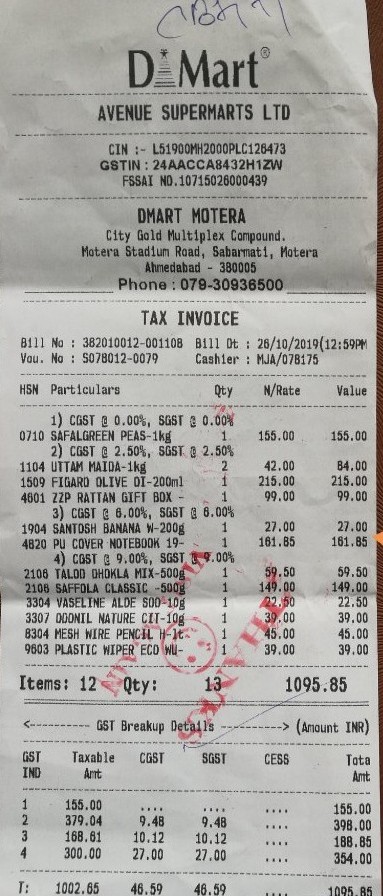 D Mart®
AVENUE SUPERMARTS LTD
CIN :- L51900MH2000PLC126473
GSTIN : 24AACCA8432H1ZW
FSSAI NO.10715026000439
DMART MOTERA
City Gold Multiplex Compound.
Motera Stadium Road, Sabarmati, Motera
Ahmedabad - 380005
Phone : 079-30936500
TAX INVOICE
Bill No : 382010012-001108 Bill Dt : 26/10/2019(12:59PM
Vou. No : S078012-0079 Cashier : MJA/078175
HSN Particulars Qty N/Rate Value
1) CGST @ 0.00%, SGST @ 0.00%
0710 SAFALGREEN PEAS-1kg 1 155.00 155.00
2) CGST @ 2.50%, SGST @ 2.50%
1104 UTTAM MAIDA-1kg 2 42.00 84.00
1509 FIGARO OLIVE OI-200ml 1 215.00 215.00
4601 ZZP RATTAN GIFT BOX - 1 99.00 99.00
3) CGST @ 6.00%, SGST @ 6.00%
1904 SANTOSH BANANA W-200g 1 27.00 27.00
4820 PU COVER NOTEBOOK 19- 1 161.85 161.85
4) CGST @ 9.00%, SGST @ 9.00%
2106 TALOD DHOKLA MIX-500g 1 59.50 59.50
2106 SAFFOLA CLASSIC -500g 1 149.00 149.00
3304 VASELINE ALOE SOO-10g 1 22.50 22.50
3307 ODONIL NATURE CIT-10g 1 39.00 39.00
8304 MESH WIRE PENCIL H-1c 1 45.00 45.00
9603 PLASTIC WIPER ECO WU- 1 39.00 39.00
THANKS
Items: 12 Qty: 13 1095.85
<------- GST Breakup Details -------> (Amount INR)
GST Taxable CGST SGST CESS Tota
IND Amt Amt
1 155.00 .... .... .... 155.00
2 379.04 9.48 9.48 .... 398.00
3 168.61 10.12 10.12 .... 188.85
4 300.00 27.00 27.00 .... 354.00
T: 1002.65 46.59 46.59 .... 1095.85